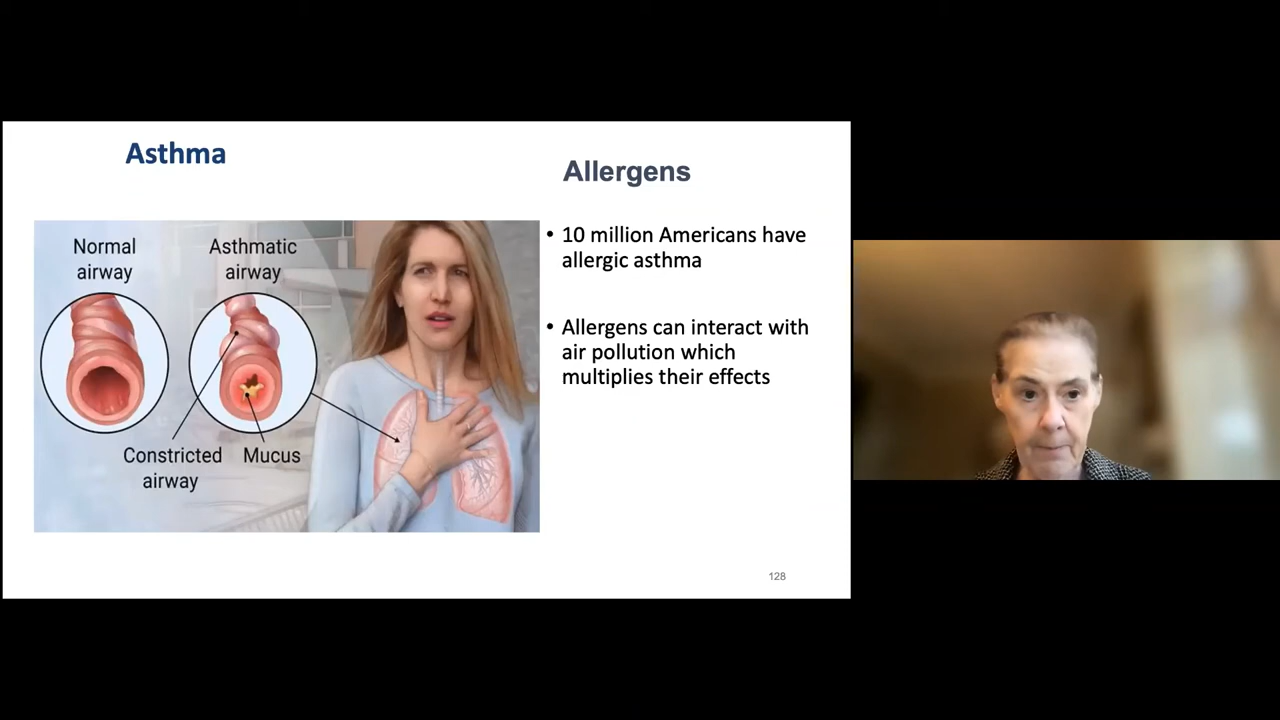 Asthma
Allergens
Normal
airway
Asthmatic
airway
Constricted
airway
Mucus
• 10 million Americans have
allergic asthma
• Allergens can interact with
air pollution which
multiplies their effects
128